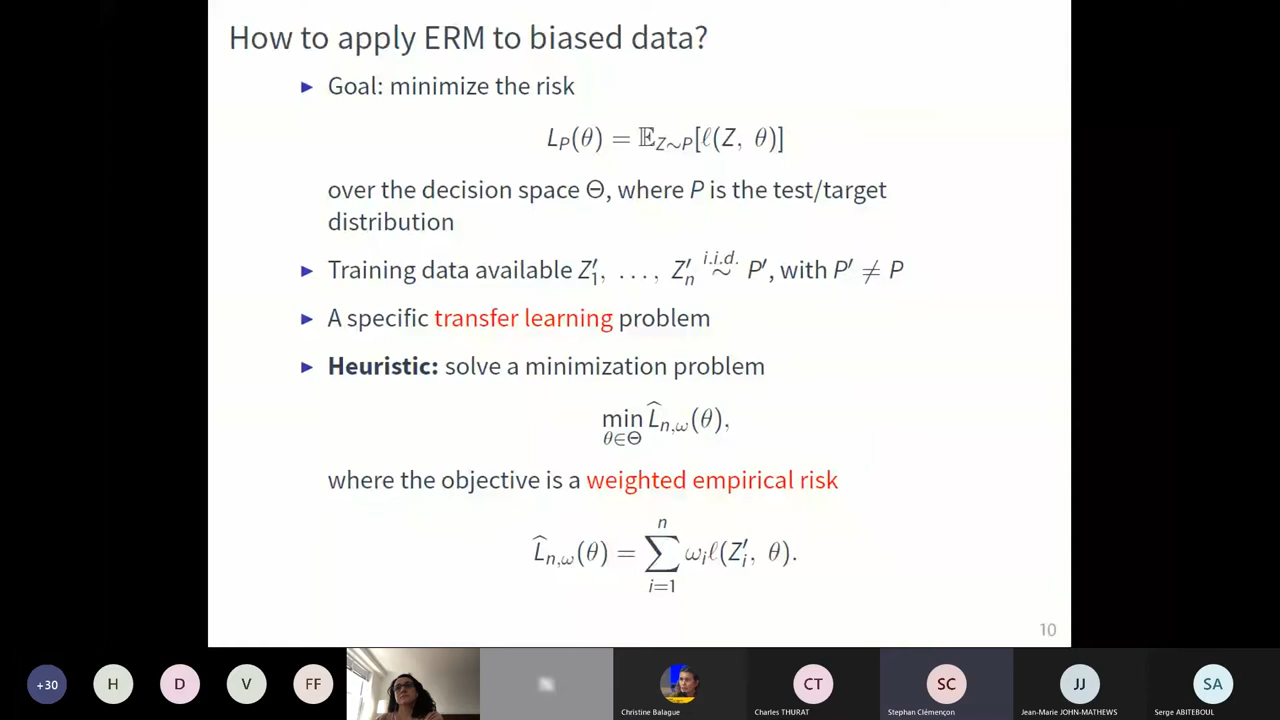 How to apply ERM to biased data?
► Goal: minimize the risk
L_P(θ) = 𝔼_{Z∼P}[ℓ(Z, θ)]
over the decision space Θ, where P is the test/target
distribution
► Training data available Z′_1, ..., Z′_n i.i.d. ∼ P′, with P′ ≠ P
► A specific transfer learning problem
► Heuristic: solve a minimization problem
min_{θ∈Θ} L̂_{n,ω}(θ),
where the objective is a weighted empirical risk
L̂_{n,ω}(θ) = ∑_{i=1}^{n} ω_i ℓ(Z′_i, θ).
10
+30 H D V FF CT SC JJ SA
Christine Balague Charles THURAT Stephan Clémençon Jean-Marie JOHN-MATHEWS Serge ABITEBOUL